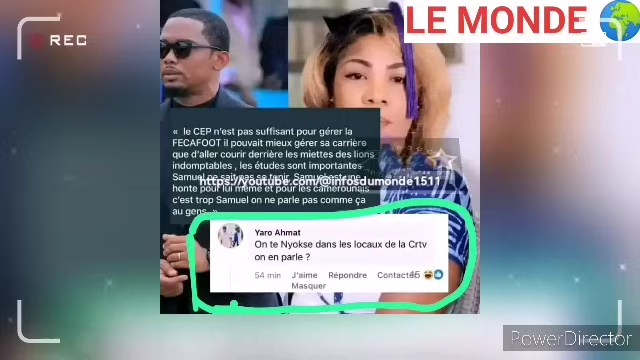 REC
LE MONDE
« le CEP n'est pas suffisant pour gérer la
FECAFOOT il pouvait mieux gérer sa carrière
que d'aller courir derrière les miettes des lions
indomptables , les études sont importantes
Samuel ne sait pas se tenir, Samuel est une
https://youtube.com/@infosdumonde1511
honte pour lui même et pour les camerounais
c'est trop Samuel on ne parle pas comme ça
au gens. »
Yaro Ahmat
On te Nyokse dans les locaux de la Crtv
on en parle ?
54 min J'aime Répondre Contacter 45
Masquer
PowerDirector